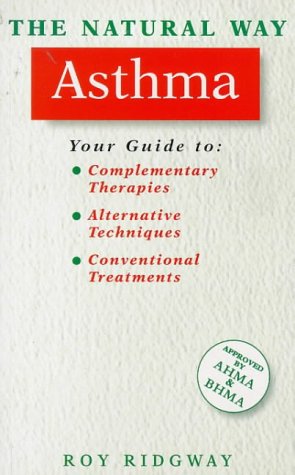 THE NATURAL WAY
Asthma
Your Guide to:
Complementary
Therapies
Alternative
Techniques
Conventional
Treatments
APPROVED BY
AHMA
&
BHMA
ROY RIDGWAY